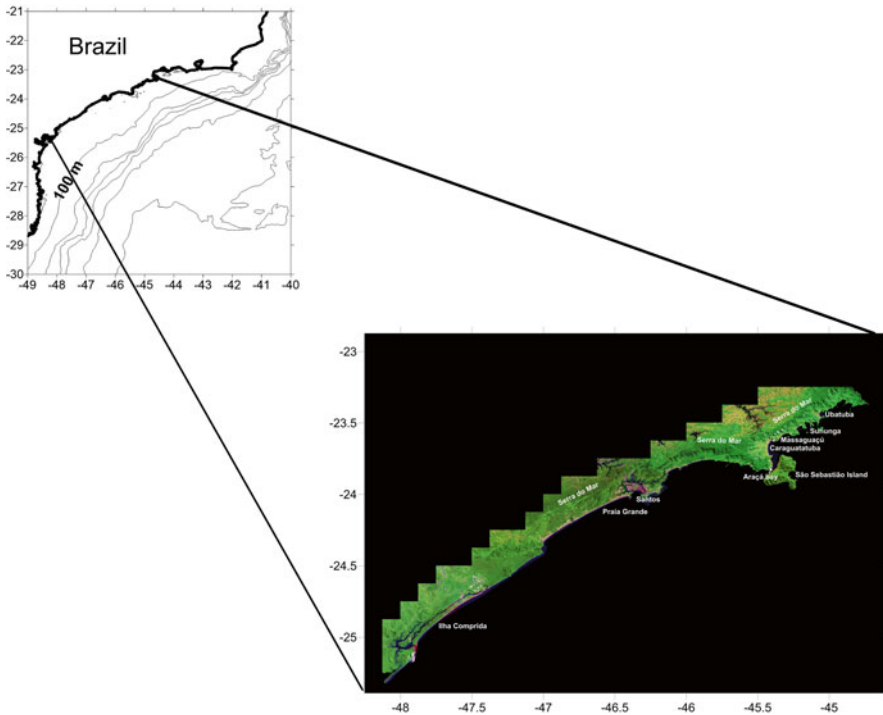 -21
-22
-23
-24
-25
-26
-27
-28
-29
-30
Brazil
100 m
-49 -48 -47 -46 -45 -44 -43 -42 -41 -40
-23
-23.5
-24
-24.5
-25
Serra do Mar
Ubatuba
Sununga
Serra do Mar
Massaguaçú
Caraguatatuba
Araçá bay
São Sebastião Island
Serra do Mar
Santos
Praia Grande
Ilha Comprida
-48 -47.5 -47 -46.5 -46 -45.5 -45